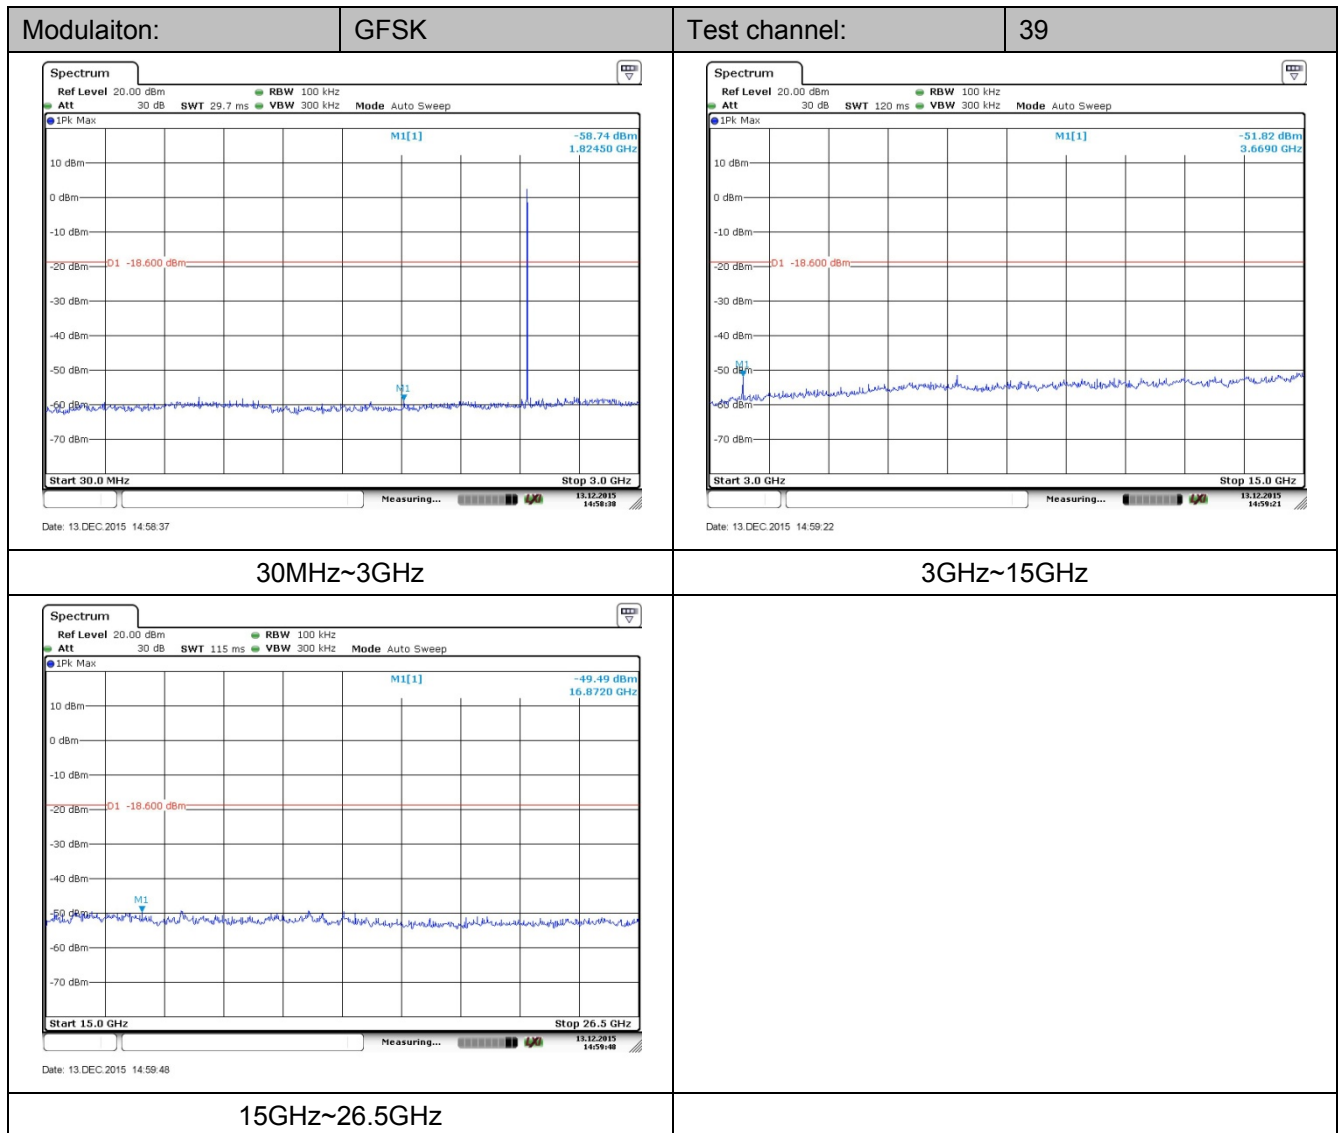 Modulaiton: GFSK Test channel: 39
Spectrum
Ref Level 20.00 dBm RBW 100 kHz
Att 30 dB SWT 29.7 ms VBW 300 kHz Mode Auto Sweep
1Pk Max
M1[1] -58.74 dBm
1.82450 GHz
10 dBm
0 dBm
-10 dBm
D1 -18.600 dBm
-20 dBm
-30 dBm
-40 dBm
-50 dBm
M1
-60 dBm
-70 dBm
Start 30.0 MHz Stop 3.0 GHz
Measuring... 13.12.2015
14:58:38
Date: 13.DEC.2015 14:58:37
Spectrum
Ref Level 20.00 dBm RBW 100 kHz
Att 30 dB SWT 120 ms VBW 300 kHz Mode Auto Sweep
1Pk Max
M1[1] -51.82 dBm
3.6690 GHz
10 dBm
0 dBm
-10 dBm
D1 -18.600 dBm
-20 dBm
-30 dBm
-40 dBm
M1
-50 dBm
-60 dBm
-70 dBm
Start 3.0 GHz Stop 15.0 GHz
Measuring... 13.12.2015
14:59:21
Date: 13.DEC.2015 14:59:22
30MHz~3GHz 3GHz~15GHz
Spectrum
Ref Level 20.00 dBm RBW 100 kHz
Att 30 dB SWT 115 ms VBW 300 kHz Mode Auto Sweep
1Pk Max
M1[1] -49.49 dBm
16.8720 GHz
10 dBm
0 dBm
-10 dBm
D1 -18.600 dBm
-20 dBm
-30 dBm
-40 dBm
M1
-50 dBm
-60 dBm
-70 dBm
Start 15.0 GHz Stop 26.5 GHz
Measuring... 13.12.2015
14:59:48
Date: 13.DEC.2015 14:59:48
15GHz~26.5GHz